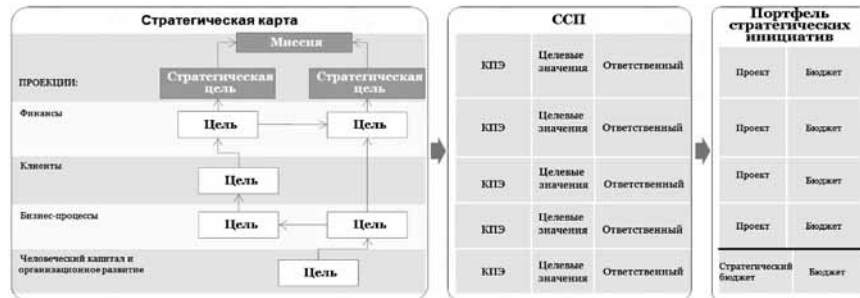 Стратегическая карта
Миссия
Стратегическая
цель
Стратегическая
цель
ПРОЕКЦИИ:
Финансы
Цель
Цель
Клиенты
Цель
Бизнес-процессы
Цель
Цель
Человеческий капитал и
организационное развитие
Цель
ССП
КПЭ
Целевые
значения
Ответственный
КПЭ
Целевые
значения
Ответственный
КПЭ
Целевые
значения
Ответственный
КПЭ
Целевые
значения
Ответственный
КПЭ
Целевые
значения
Ответственный
Портфель
стратегических
инициатив
Проект
Бюджет
Проект
Бюджет
Проект
Бюджет
Проект
Бюджет
Стратегический
бюджет
Бюджет